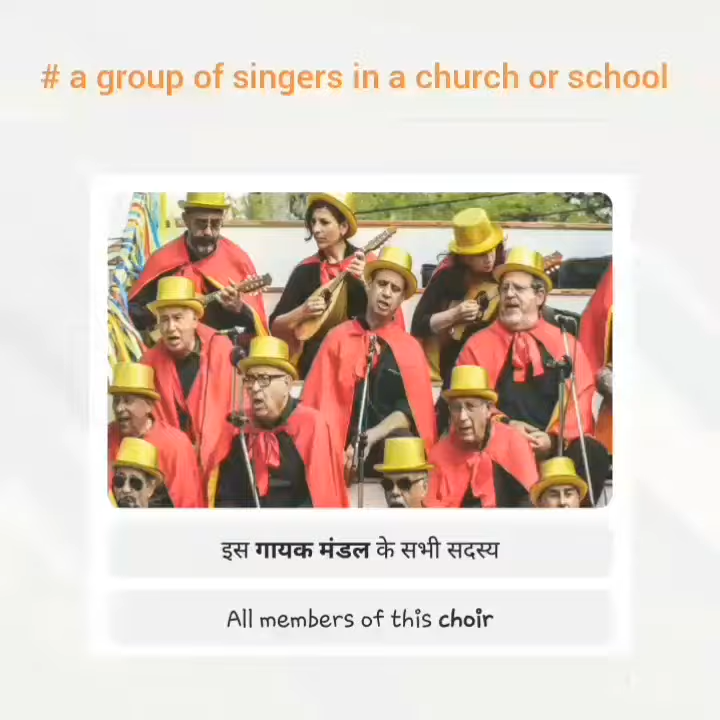 # a group of singers in a church or school
इस गायक मंडल के सभी सदस्य
All members of this choir